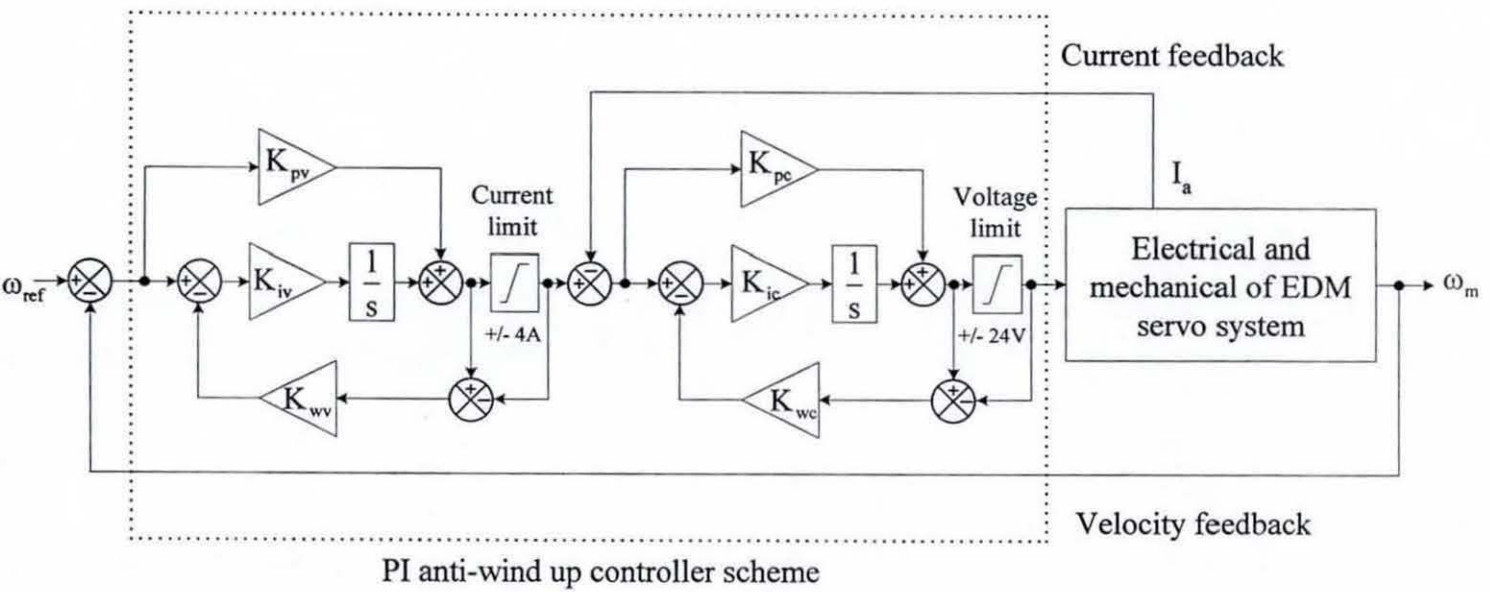 Current feedback
K_pv
K_pc
I_a
Current
limit
Voltage
limit
ω_ref
+
−
+
−
K_iv
1
s
+
+
−
+
K_ic
1
s
+
+
Electrical and
mechanical of EDM
servo system
ω_m
+/- 4A
+/- 24V
K_wv
+
−
K_wc
+
−
Velocity feedback
PI anti-wind up controller scheme